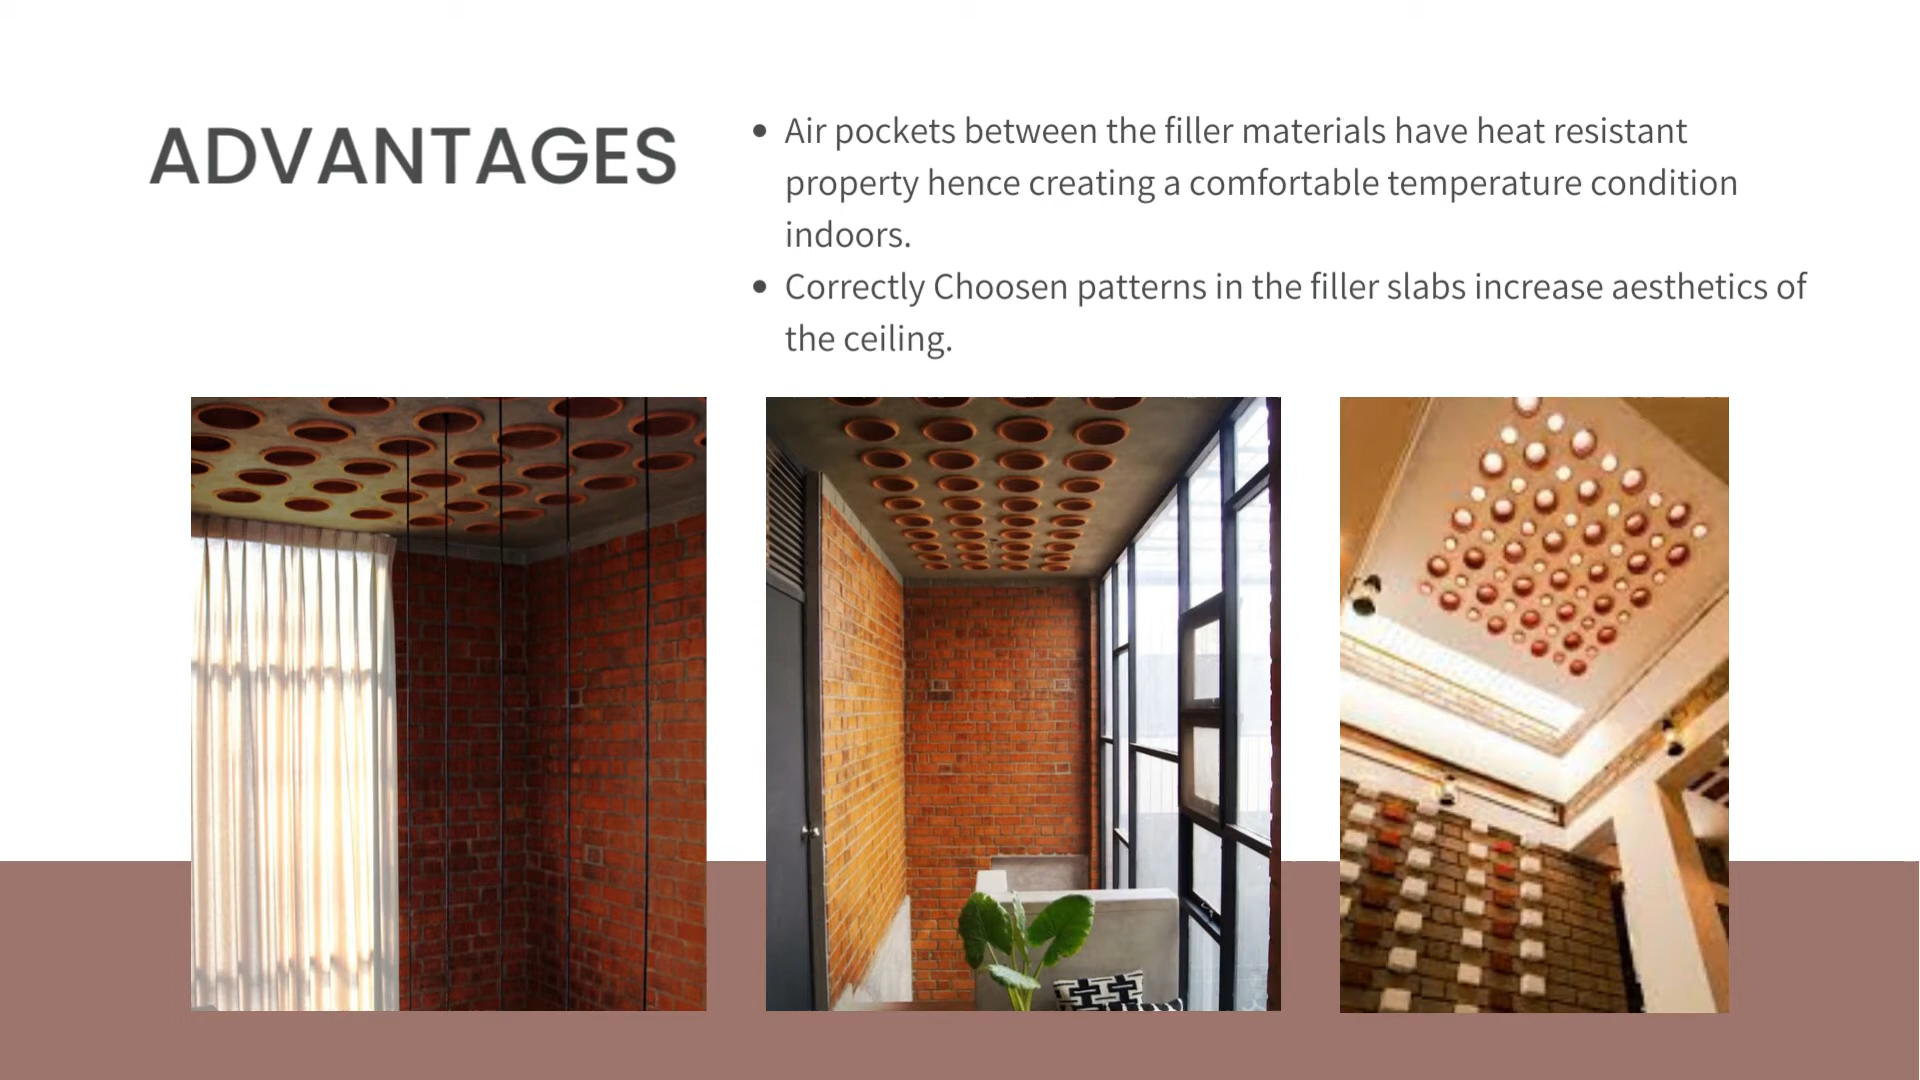 ADVANTAGES
• Air pockets between the filler materials have heat resistant
property hence creating a comfortable temperature condition
indoors.
• Correctly Choosen patterns in the filler slabs increase aesthetics of
the ceiling.